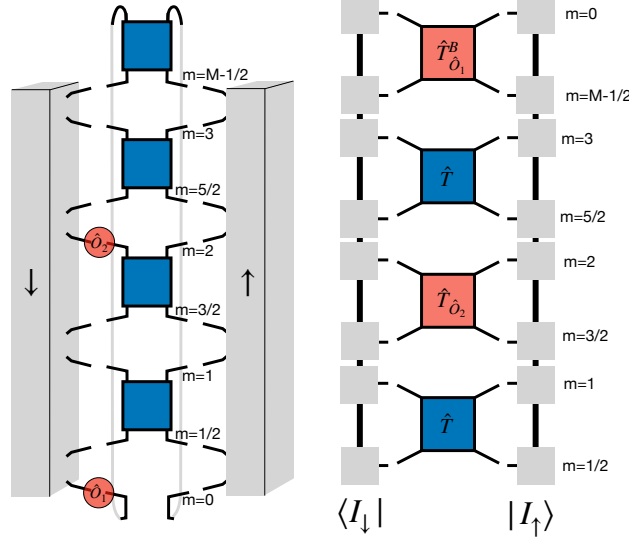 m=M-1/2
m=3
m=5/2
Ô₂
m=2
↓
↑
m=3/2
m=1
m=1/2
Ô₁
m=0
m=0
T̂ᴮ_Ô₁
m=M-1/2
m=3
T̂
m=5/2
m=2
T̂_Ô₂
m=3/2
m=1
T̂
m=1/2
⟨I↓| |I↑⟩